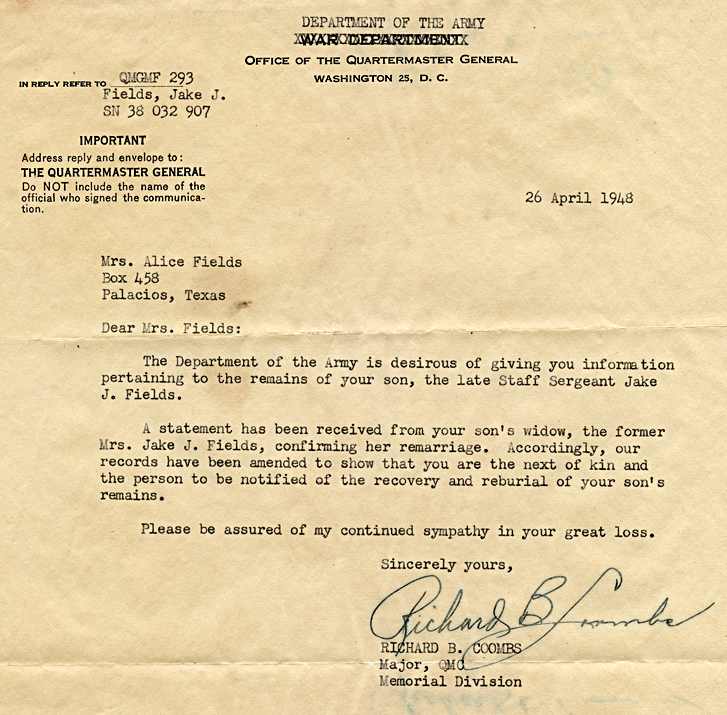 DEPARTMENT OF THE ARMY
WAR DEPARTMENT
OFFICE OF THE QUARTERMASTER GENERAL
WASHINGTON 25, D. C.
IN REPLY REFER TO QMGMF 293
Fields, Jake J.
SN 38 032 907
IMPORTANT
Address reply and envelope to:
THE QUARTERMASTER GENERAL
Do NOT include the name of the
official who signed the communica-
tion.
26 April 1948
Mrs. Alice Fields
Box 458
Palacios, Texas
Dear Mrs. Fields:
The Department of the Army is desirous of giving you information
pertaining to the remains of your son, the late Staff Sergeant Jake
J. Fields.
A statement has been received from your son's widow, the former
Mrs. Jake J. Fields, confirming her remarriage. Accordingly, our
records have been amended to show that you are the next of kin and
the person to be notified of the recovery and reburial of your son's
remains.
Please be assured of my continued sympathy in your great loss.
Sincerely yours,
Richard B Coombs
RICHARD B. COOMBS
Major, QMC
Memorial Division